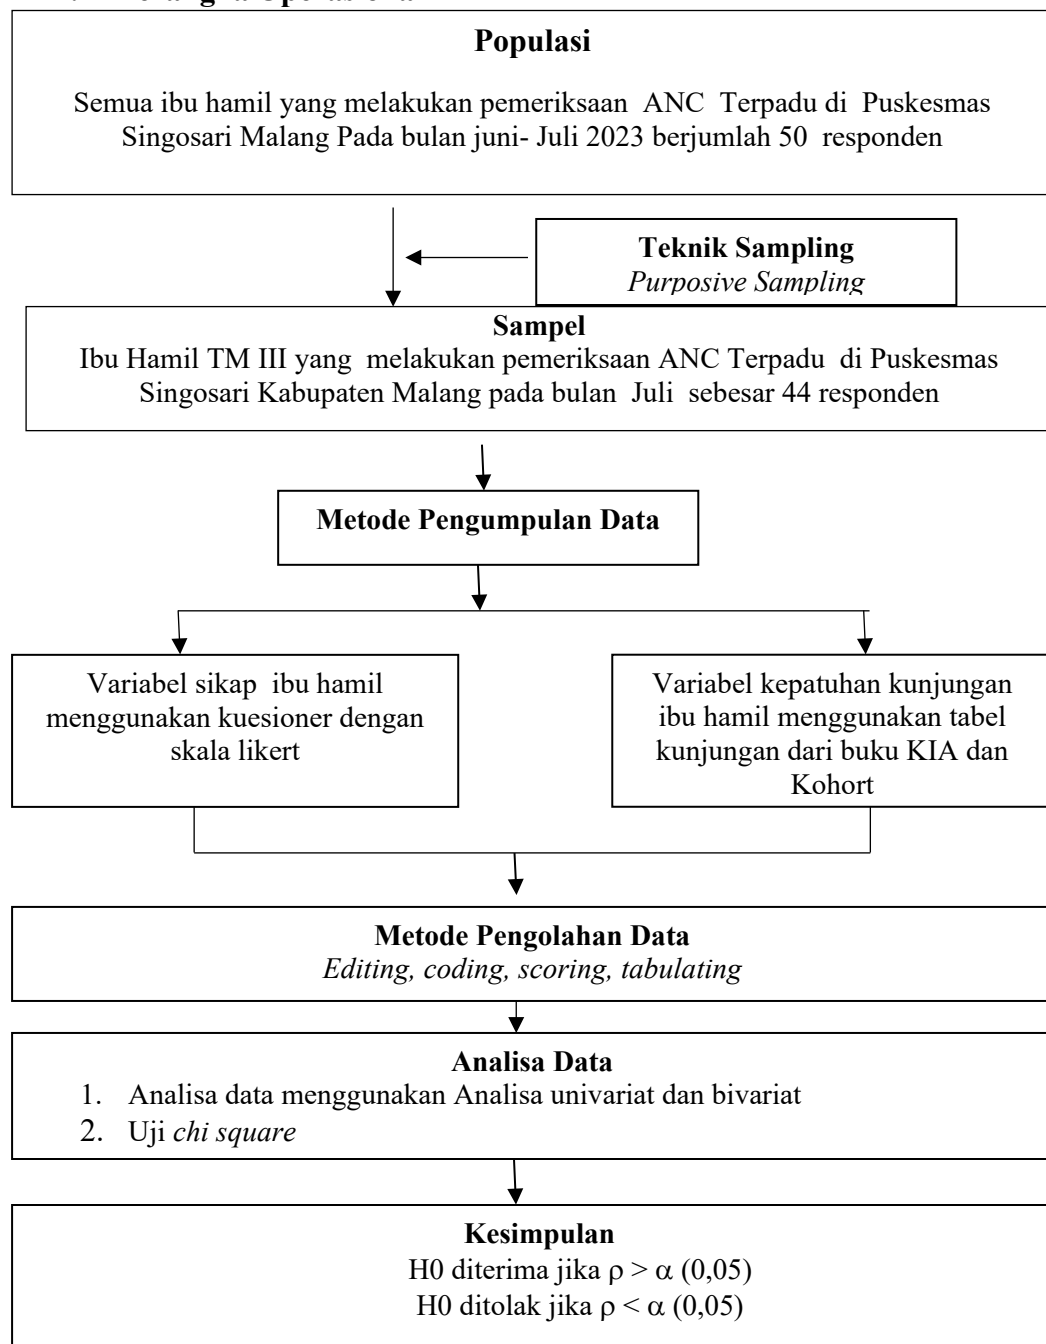 Populasi
Semua ibu hamil yang melakukan pemeriksaan ANC Terpadu di Puskesmas
Singosari Malang Pada bulan juni- Juli 2023 berjumlah 50 responden
Teknik Sampling
Purposive Sampling
Sampel
Ibu Hamil TM III yang melakukan pemeriksaan ANC Terpadu di Puskesmas
Singosari Kabupaten Malang pada bulan Juli sebesar 44 responden
Metode Pengumpulan Data
Variabel sikap ibu hamil
menggunakan kuesioner dengan
skala likert
Variabel kepatuhan kunjungan
ibu hamil menggunakan tabel
kunjungan dari buku KIA dan
Kohort
Metode Pengolahan Data
Editing, coding, scoring, tabulating
Analisa Data
1. Analisa data menggunakan Analisa univariat dan bivariat
2. Uji chi square
Kesimpulan
H0 diterima jika ρ > α (0,05)
H0 ditolak jika ρ < α (0,05)